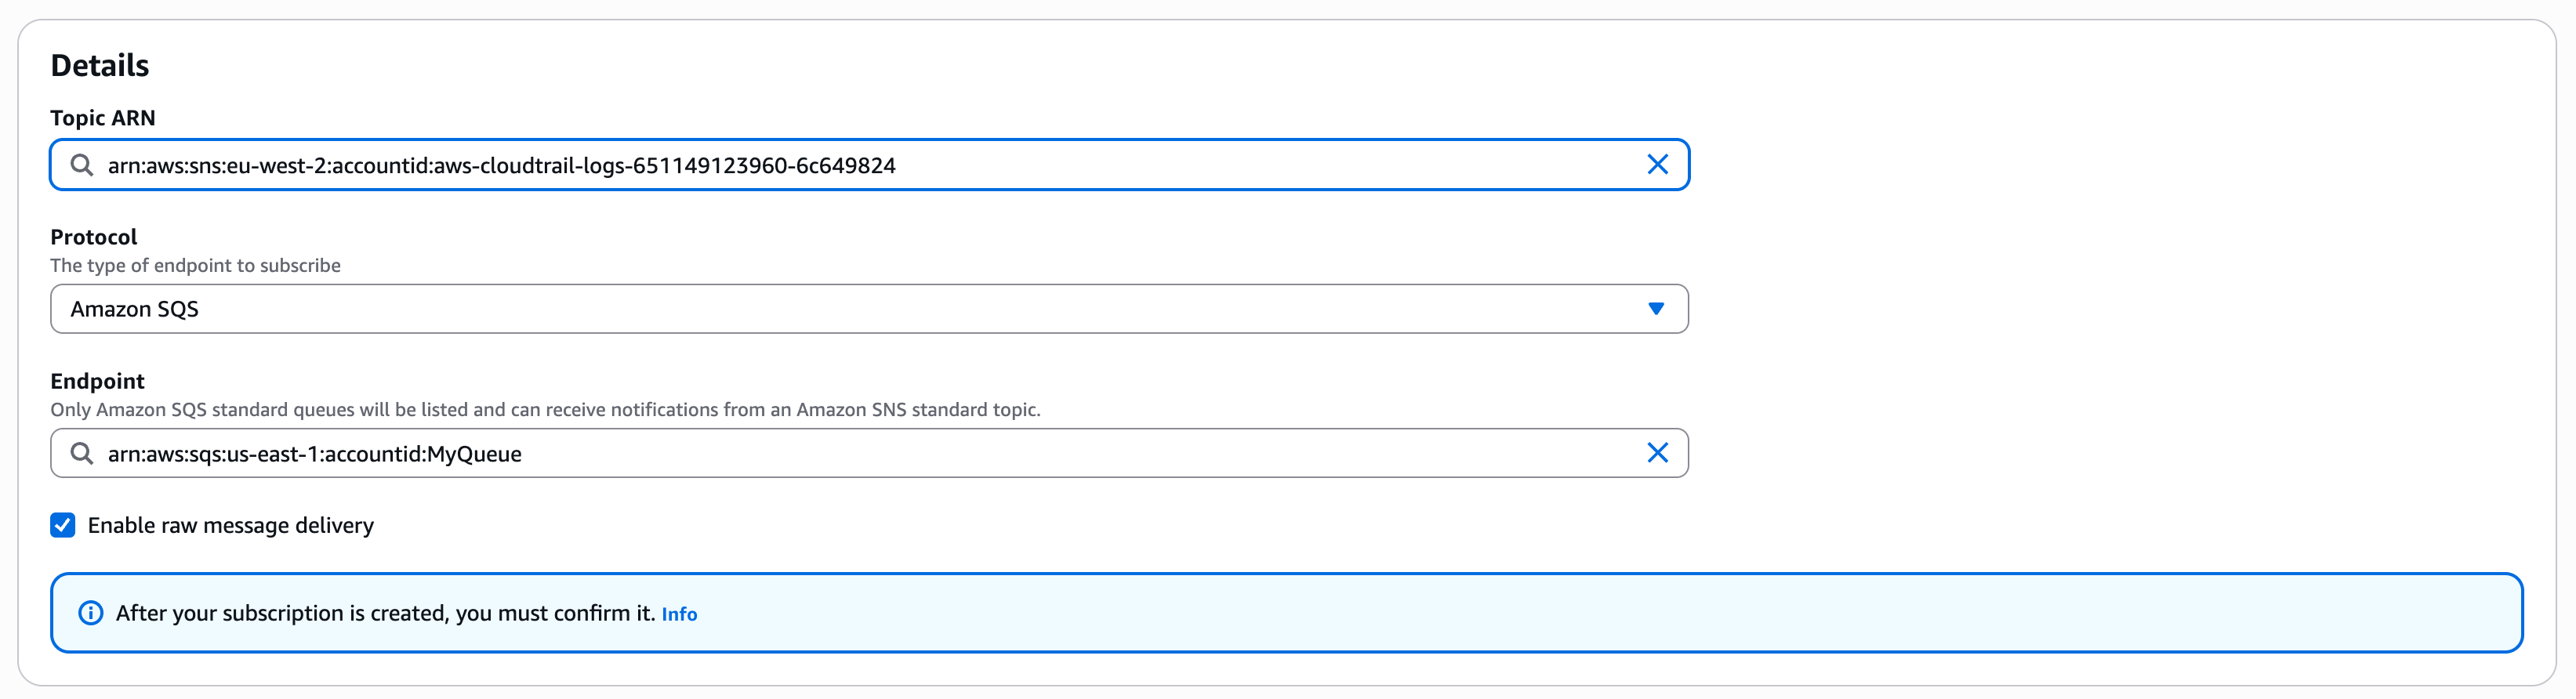 Details
Topic ARN
arn:aws:sns:eu-west-2:accountid:aws-cloudtrail-logs-651149123960-6c649824
Protocol
The type of endpoint to subscribe
Amazon SQS
Endpoint
Only Amazon SQS standard queues will be listed and can receive notifications from an Amazon SNS standard topic.
arn:aws:sqs:us-east-1:accountid:MyQueue
Enable raw message delivery
After your subscription is created, you must confirm it. Info